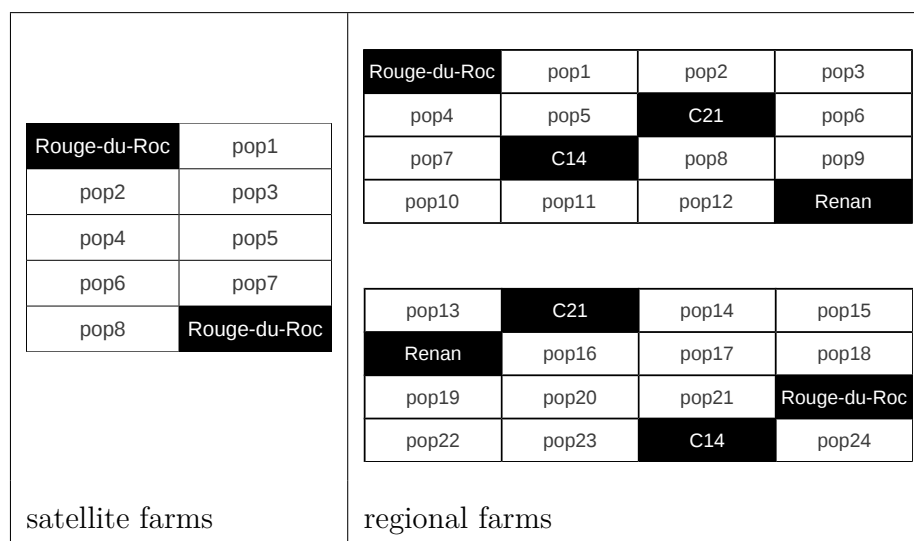 Rouge-du-Roc pop1
pop2 pop3
pop4 pop5
pop6 pop7
pop8 Rouge-du-Roc
satellite farms
Rouge-du-Roc pop1 pop2 pop3
pop4 pop5 C21 pop6
pop7 C14 pop8 pop9
pop10 pop11 pop12 Renan
pop13 C21 pop14 pop15
Renan pop16 pop17 pop18
pop19 pop20 pop21 Rouge-du-Roc
pop22 pop23 C14 pop24
regional farms